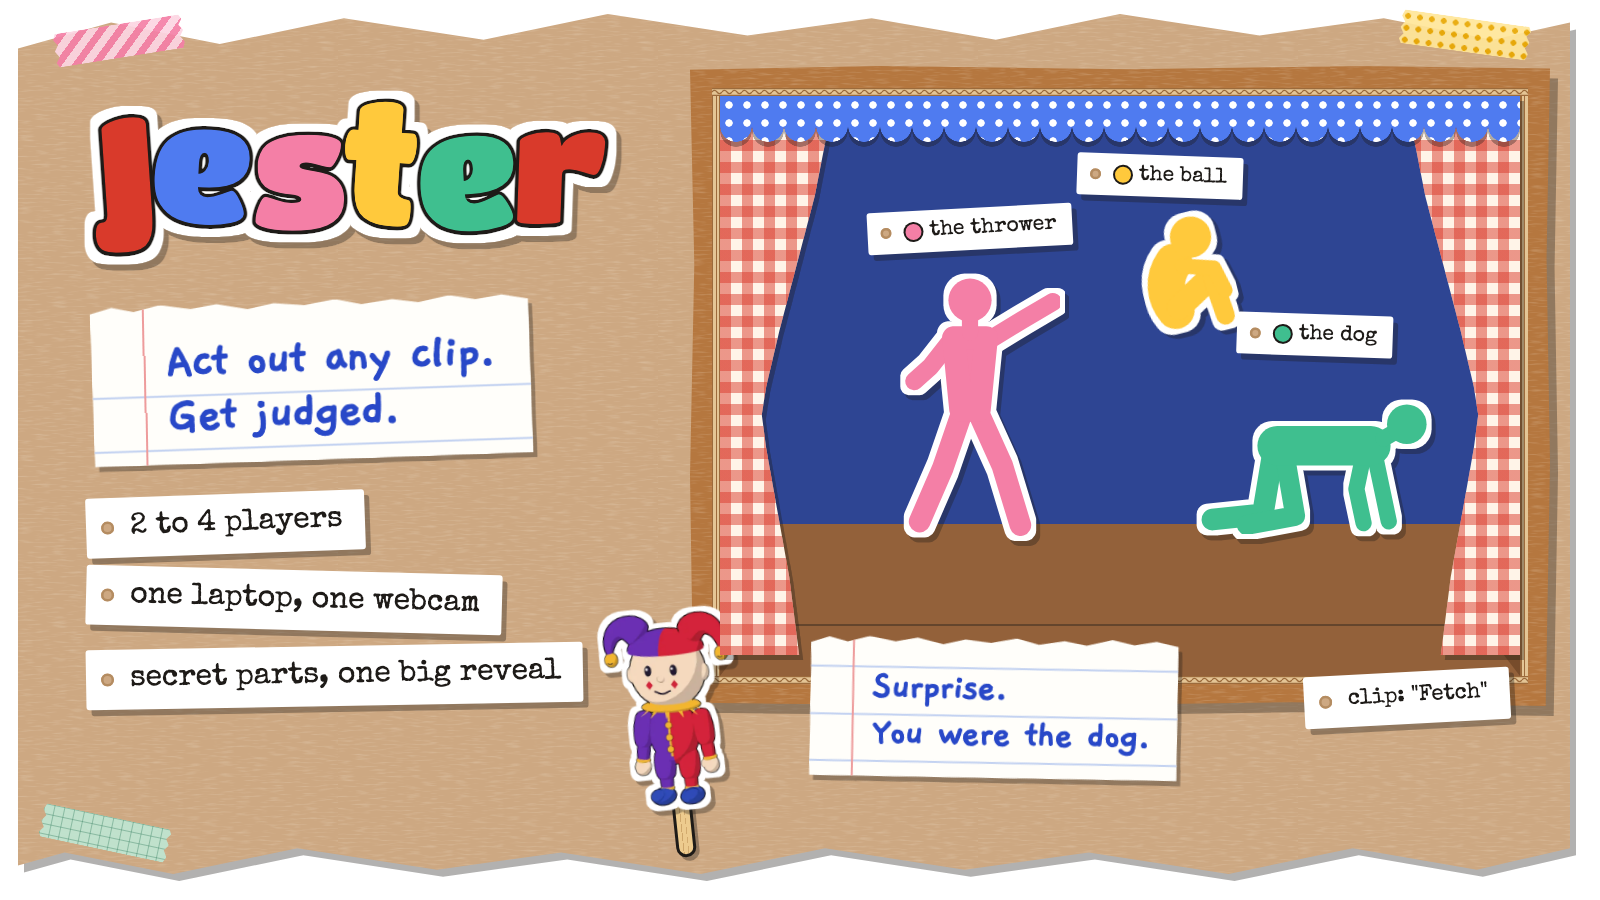 Jester
Act out any clip.
Get judged.
2 to 4 players
one laptop, one webcam
secret parts, one big reveal
the ball
the thrower
the dog
Surprise.
You were the dog.
clip: "Fetch"